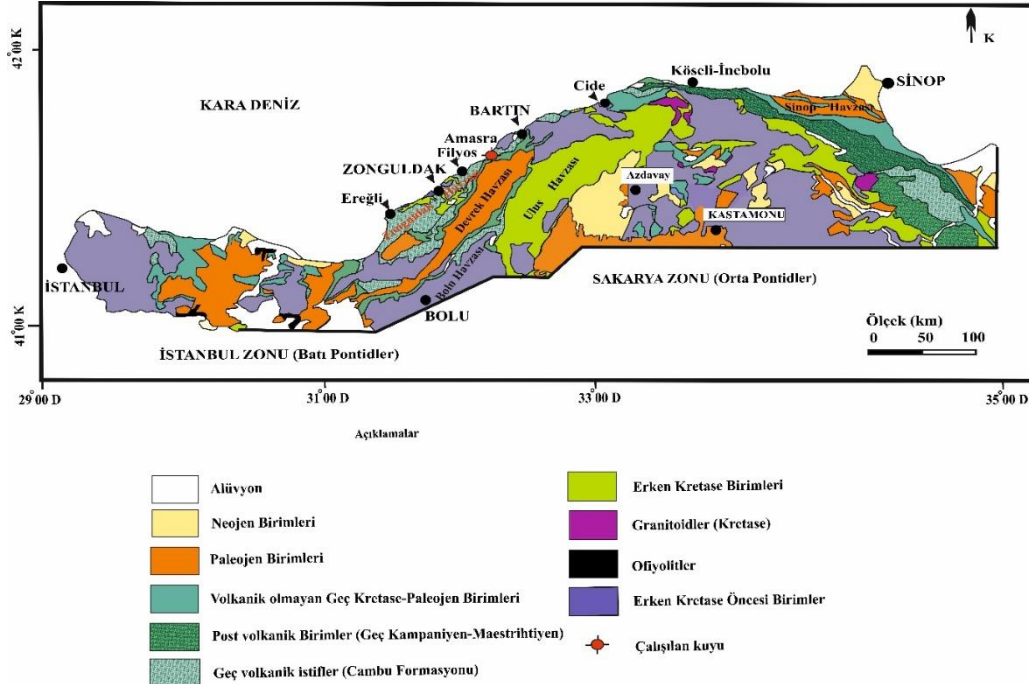 42°00 K
K
KARA DENİZ
Cide
Köseli-İnebolu
SİNOP
Sinop Havzası
BARTIN
Amasra
Filyos
ZONGULDAK
Ereğli
Zonguldak
Devrek Havzası
Ulus Havzası
Azdavay
KASTAMONU
Bolu Havzası
İSTANBUL
BOLU
SAKARYA ZONU (Orta Pontidler)
41°00 K
İSTANBUL ZONU (Batı Pontidler)
Ölçek (km)
0 50 100
29°00 D
31°00 D
33°00 D
35°00 D
Açıklamalar
Alüvyon
Neojen Birimleri
Paleojen Birimleri
Volkanik olmayan Geç Kretase-Paleojen Birimleri
Post volkanik Birimler (Geç Kampaniyen-Maestrihtiyen)
Geç volkanik istifler (Cambu Formasyonu)
Erken Kretase Birimleri
Granitoidler (Kretase)
Ofiyolitler
Erken Kretase Öncesi Birimler
Çalışılan kuyu